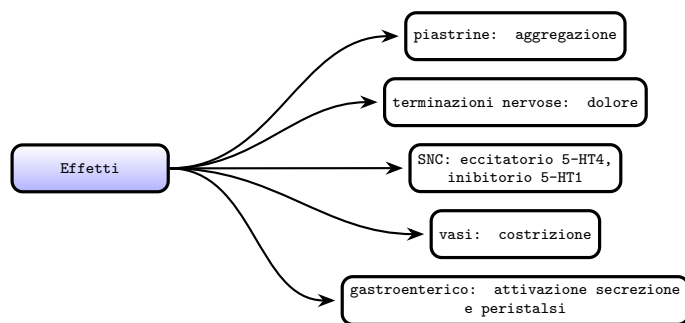 piastrine: aggregazione
terminazioni nervose: dolore
Effetti
SNC: eccitatorio 5-HT4,
inibitorio 5-HT1
vasi: costrizione
gastroenterico: attivazione secrezione
e peristalsi